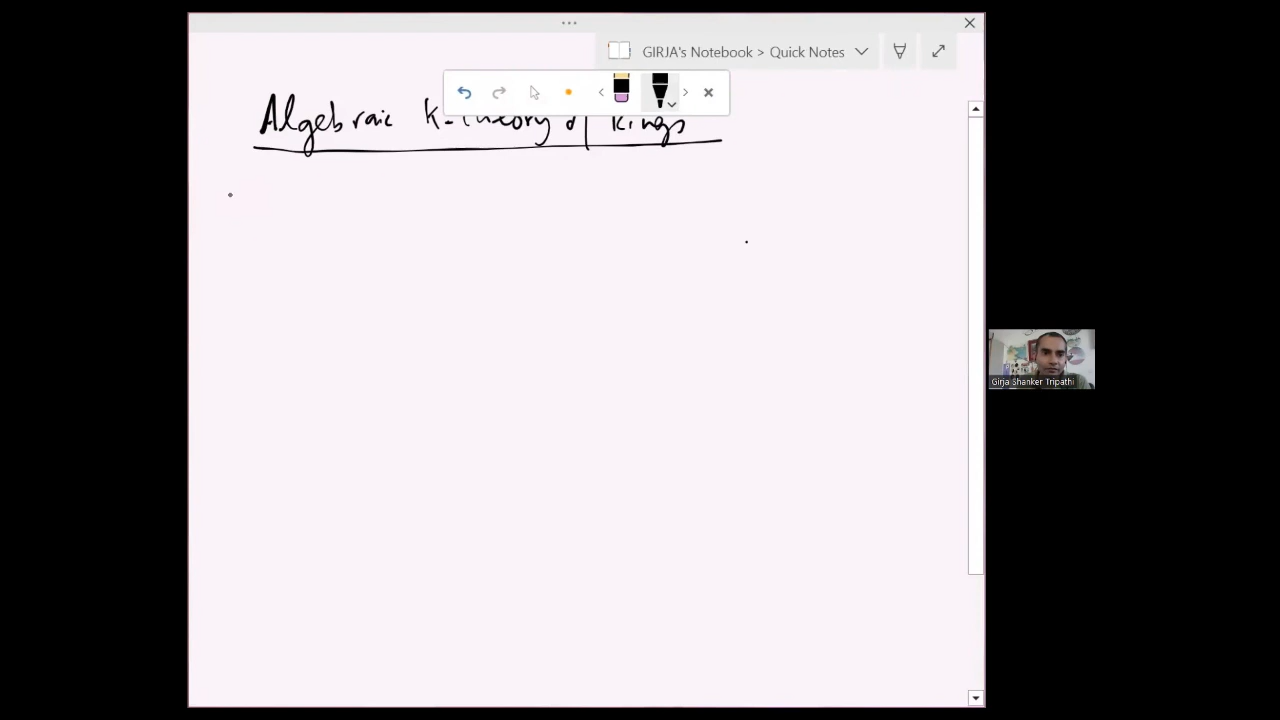 GIRJA's Notebook > Quick Notes
Algebraic K-Theory of Rings
Girja Shanker Tripathi